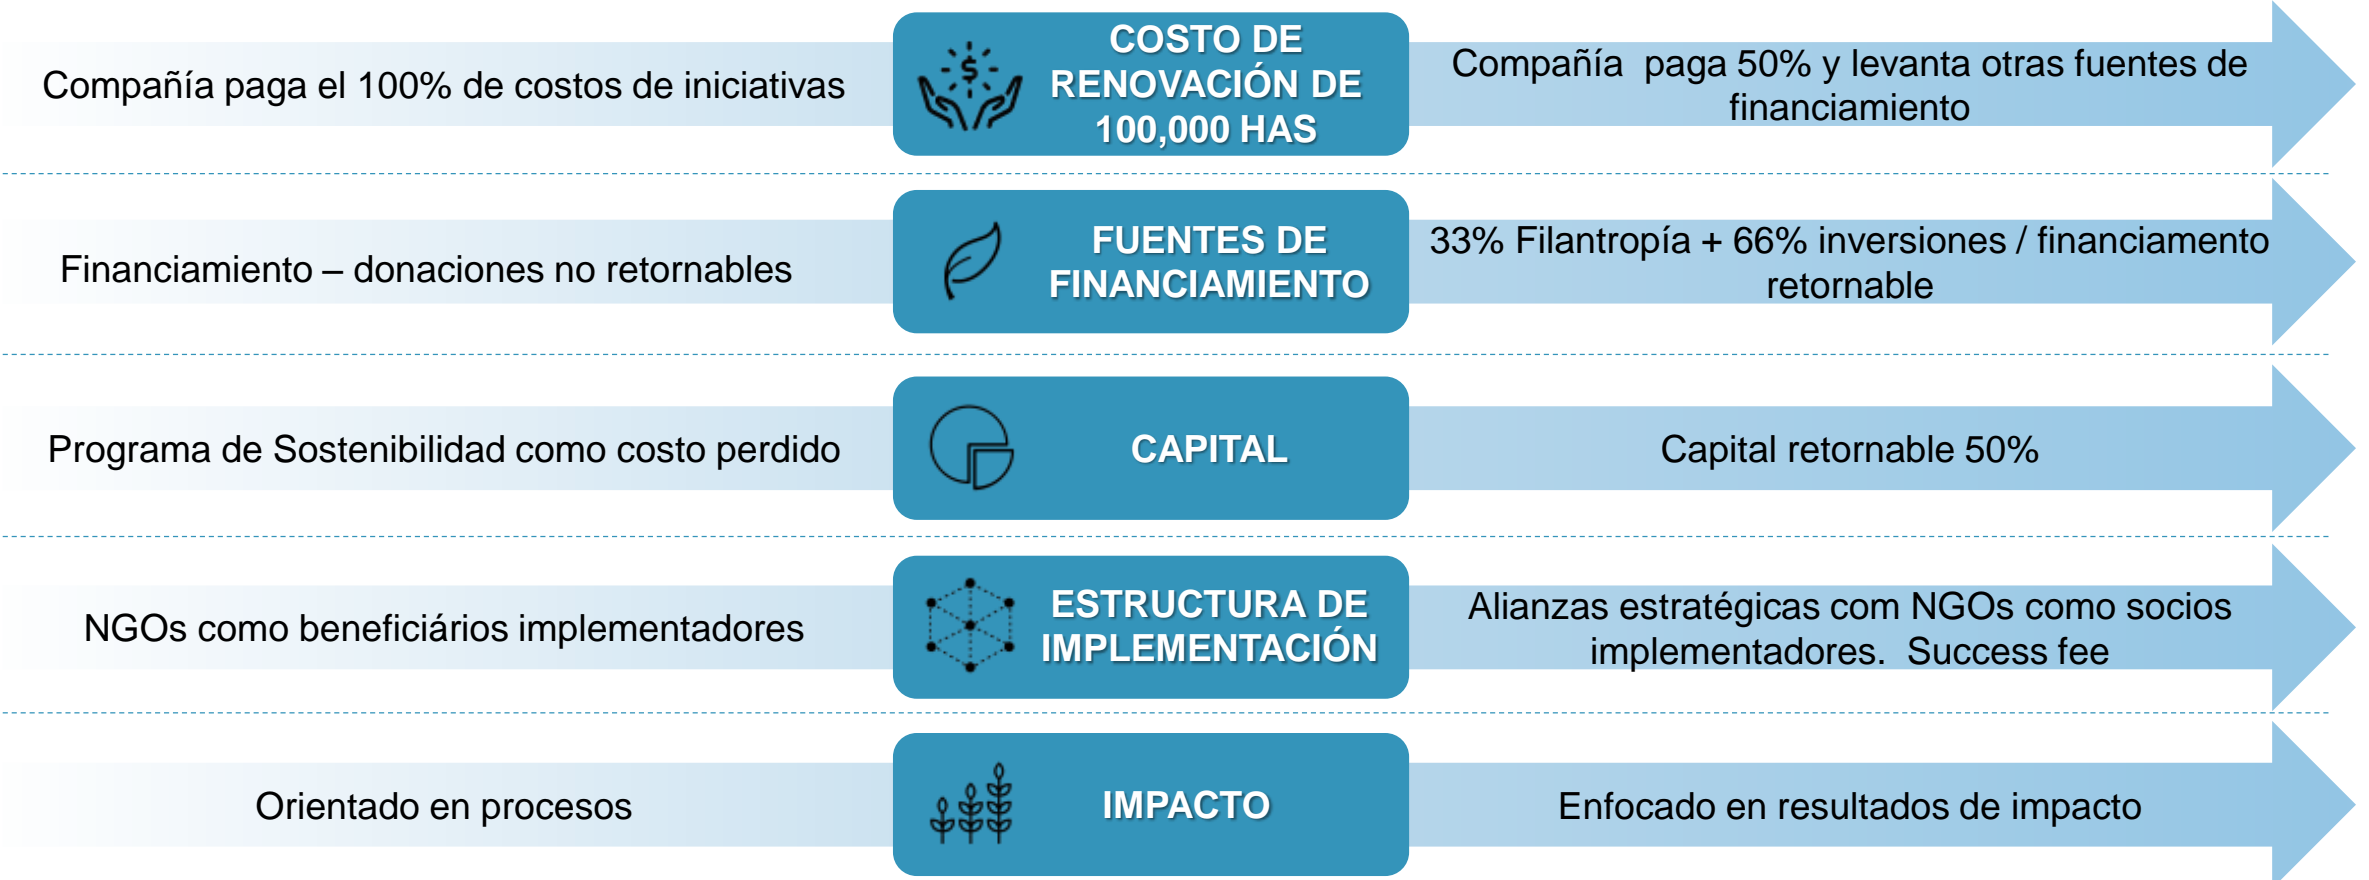 Compañía paga el 100% de costos de iniciativas
COSTO DE
RENOVACIÓN DE
100,000 HAS
Compañía  paga 50% y levanta otras fuentes de
financiamiento
Financiamiento – donaciones no retornables
FUENTES DE
FINANCIAMIENTO
33% Filantropía + 66% inversiones / financiamento
retornable
Programa de Sostenibilidad como costo perdido
CAPITAL
Capital retornable 50%
NGOs como beneficiários implementadores
ESTRUCTURA DE
IMPLEMENTACIÓN
Alianzas estratégicas com NGOs como socios
implementadores.  Success fee
Orientado en procesos
IMPACTO
Enfocado en resultados de impacto